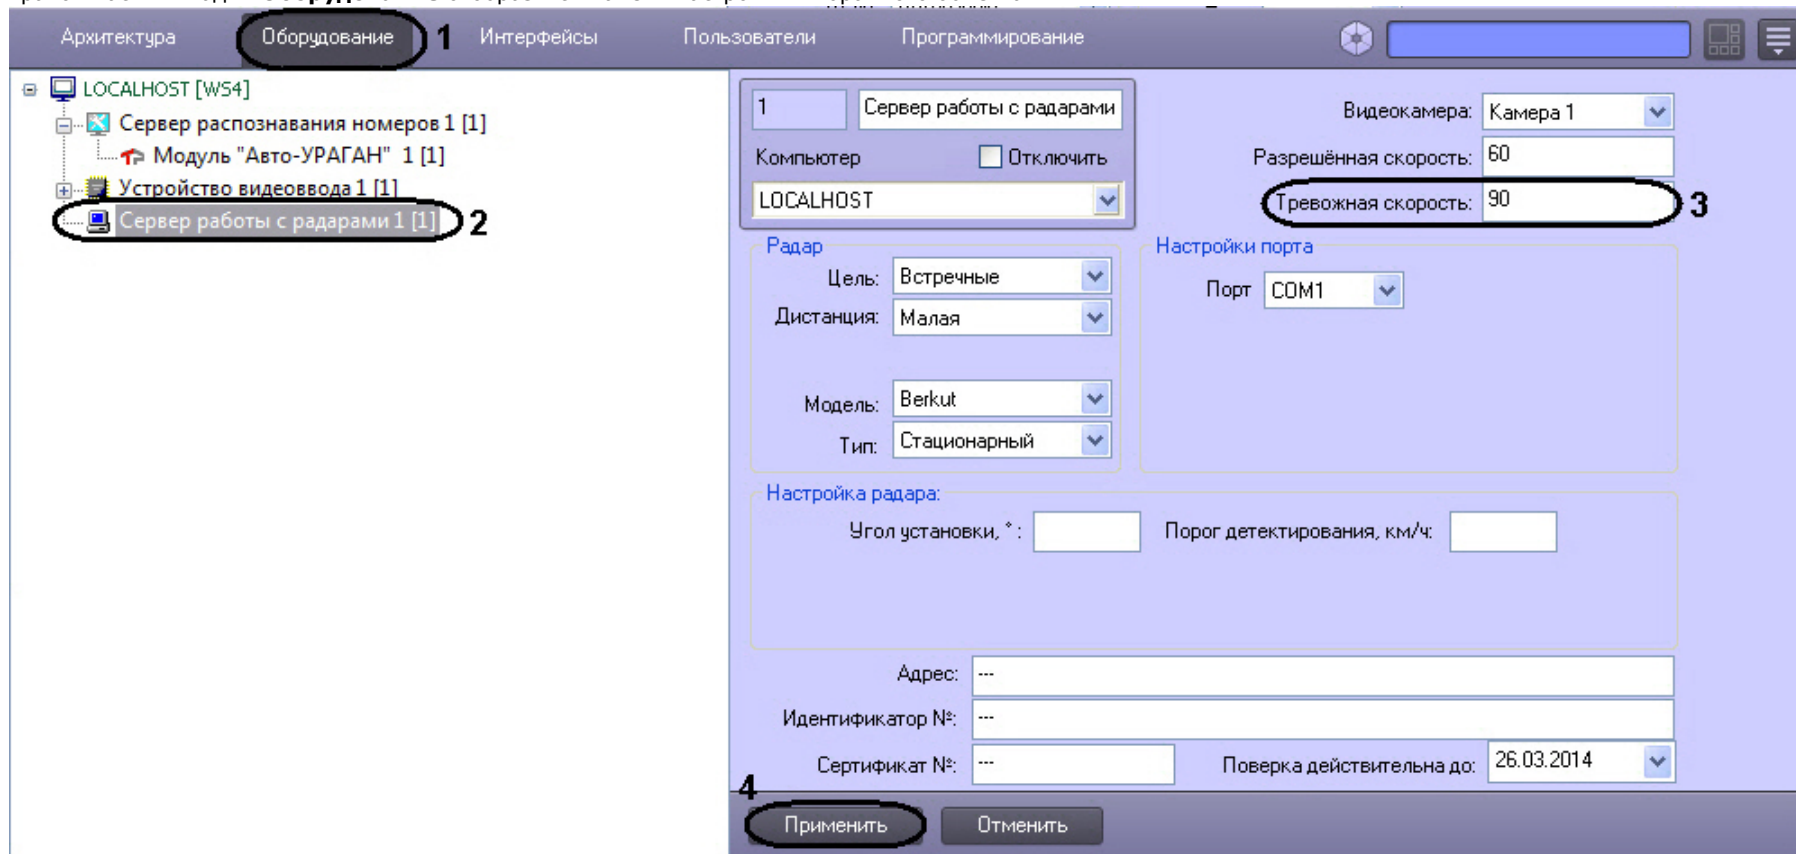 Архитектура Оборудование 1 Интерфейсы Пользователи Программирование
LOCALHOST [WS4]
Сервер распознавания номеров 1 [1]
Модуль "Авто-УРАГАН" 1 [1]
Устройство видеоввода 1 [1]
Сервер работы с радарами 1 [1] 2
1 Сервер работы с радарами
Компьютер Отключить
LOCALHOST
Видеокамера: Камера 1
Разрешённая скорость: 60
Тревожная скорость: 90 3
Радар
Цель: Встречные
Дистанция: Малая
Модель: Berkut
Тип: Стационарный
Настройки порта
Порт COM1
Настройка радара:
Угол установки, ° : Порог детектирования, км/ч:
Адрес: ---
Идентификатор №: ---
Сертификат №: --- Поверка действительна до: 26.03.2014
4
Применить Отменить